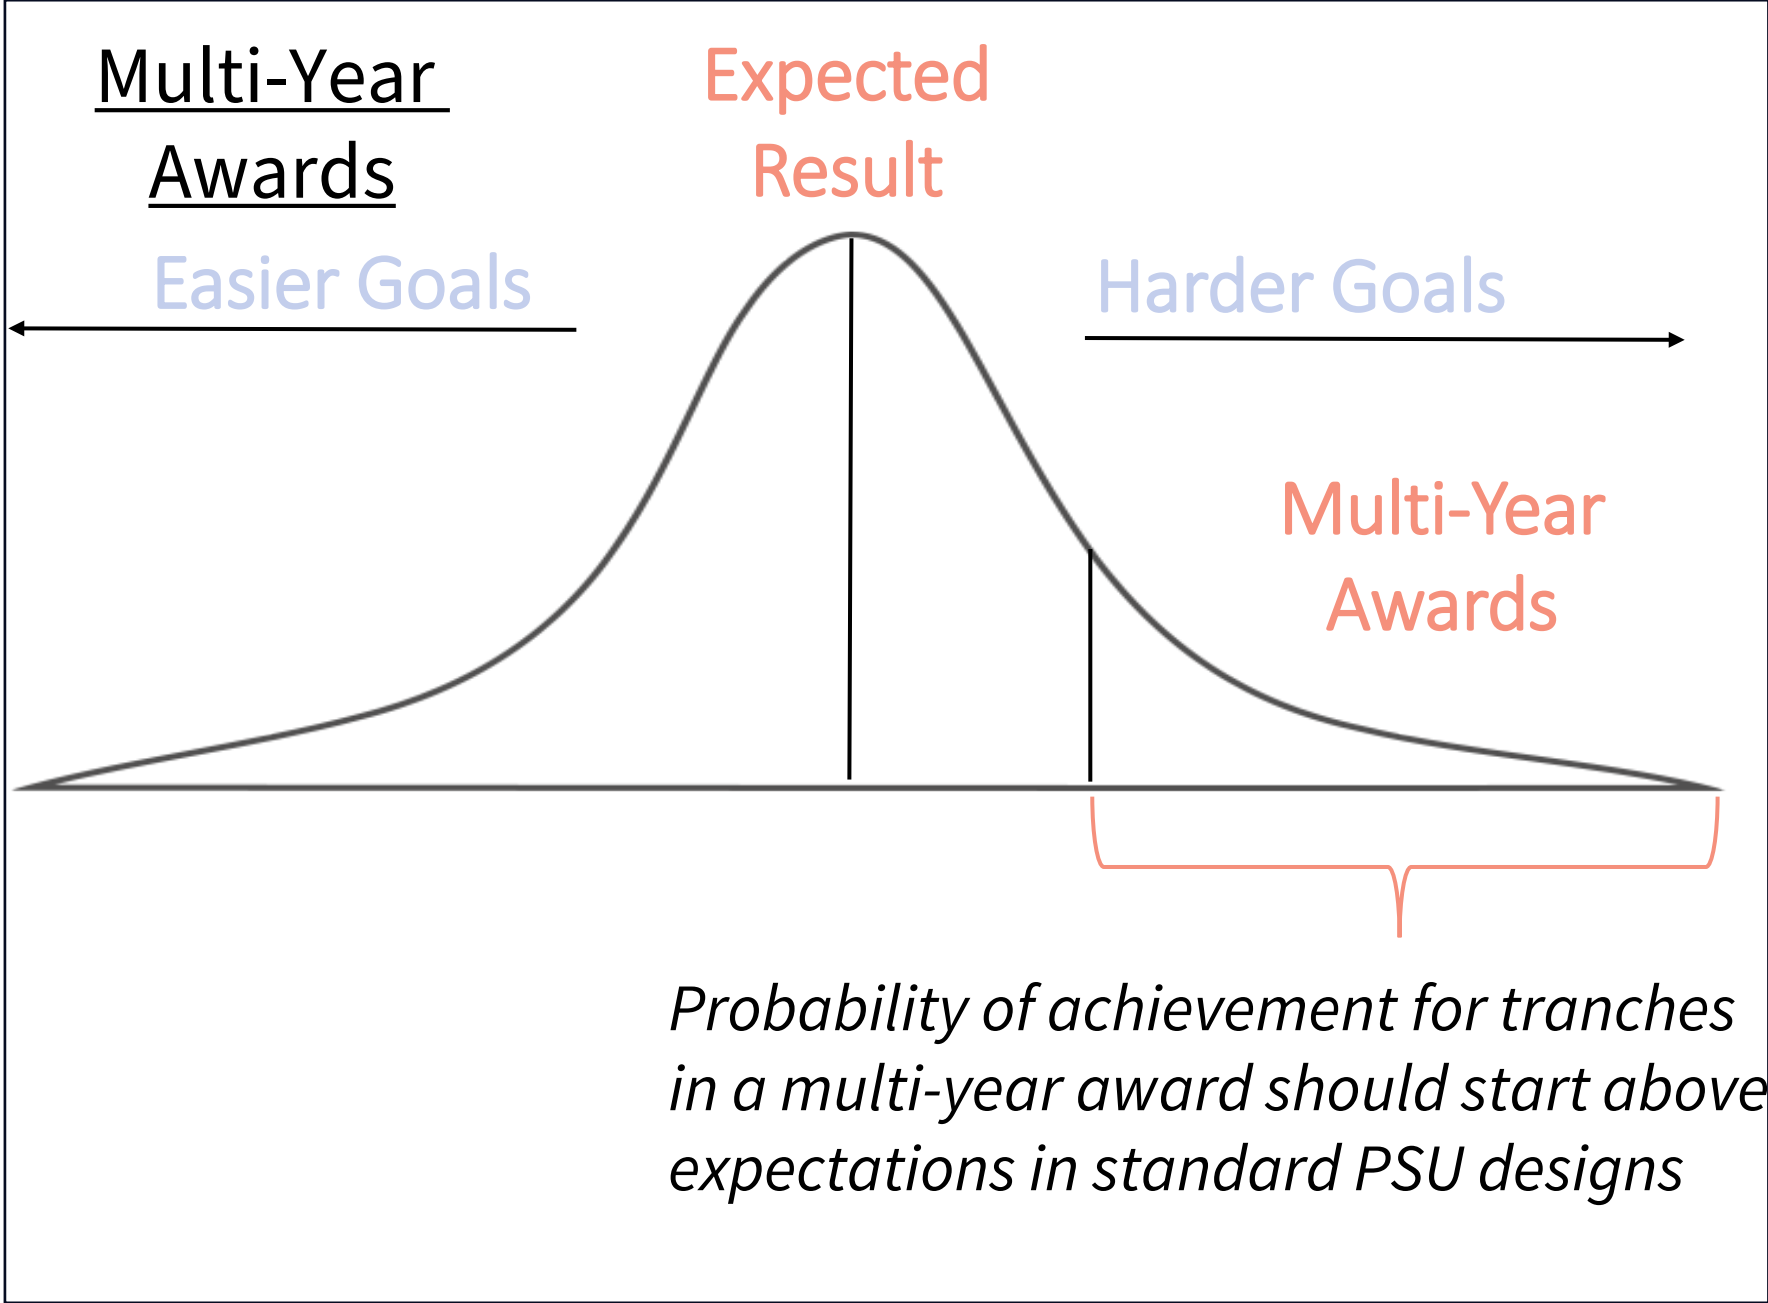 Multi-Year
Awards
Expected
Result
Easier Goals
Harder Goals
Multi-Year
Awards
Probability of achievement for tranches
in a multi-year award should start above
expectations in standard PSU designs